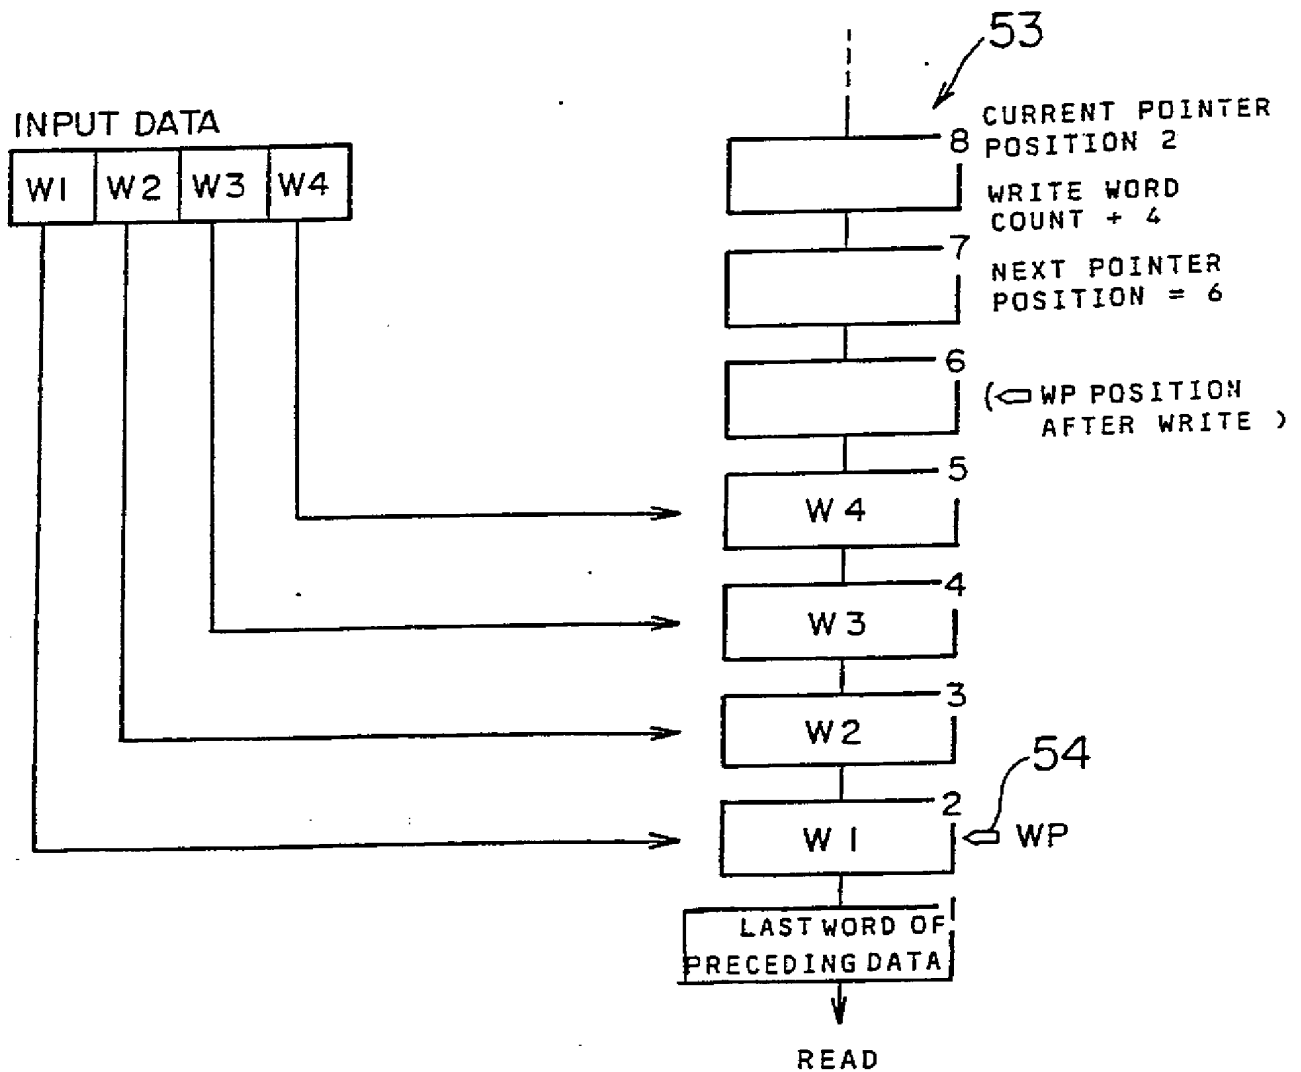 53
INPUT DATA
W1 W2 W3 W4
8
CURRENT POINTER
POSITION 2
WRITE WORD
COUNT + 4
7
NEXT POINTER
POSITION = 6
6
(⇦ WP POSITION
AFTER WRITE )
5
W4
4
W3
3
W2
54
2
W1
WP
1
LAST WORD OF
PRECEDING DATA
READ